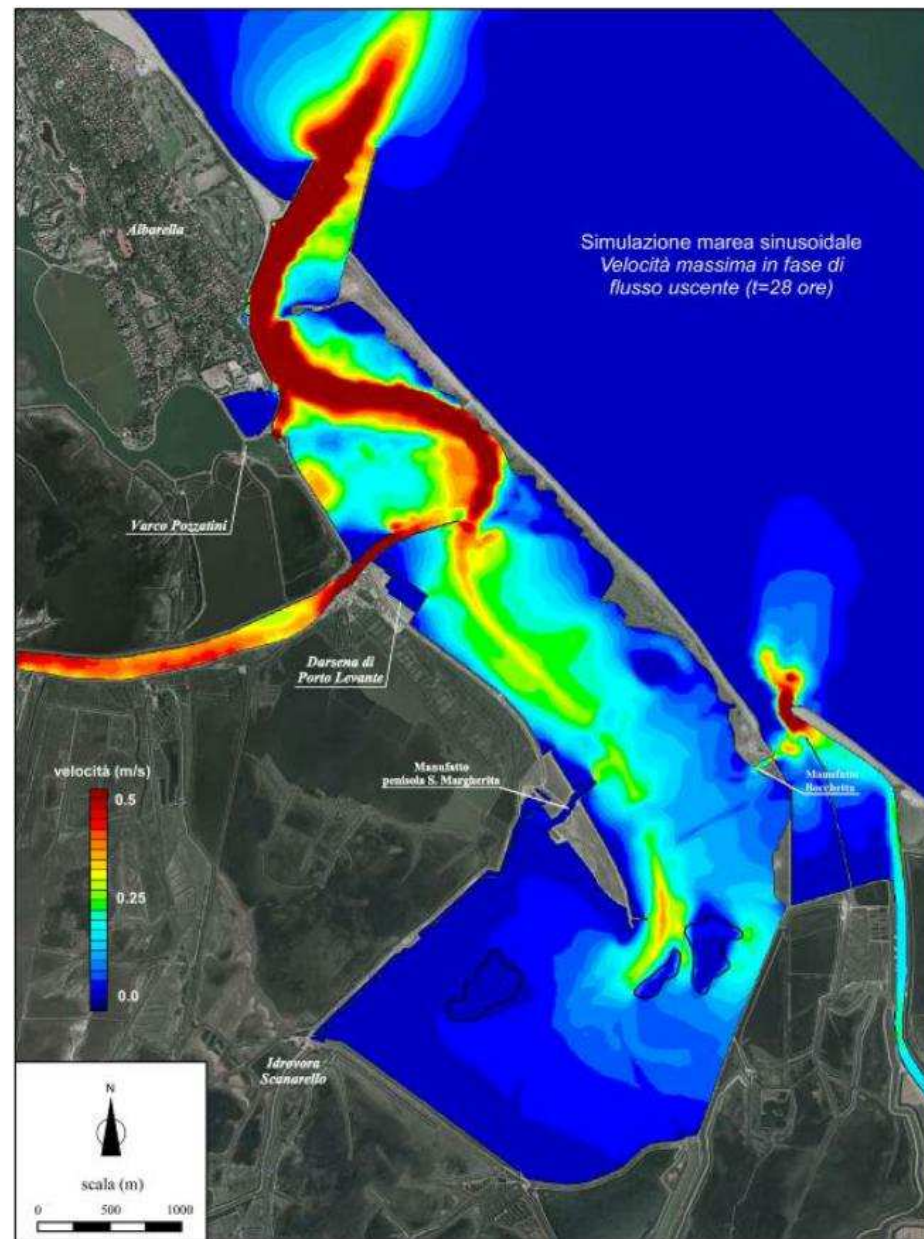 Albarella
Simulazione marea sinusoidale
Velocità massima in fase di
flusso uscente (t=28 ore)
Varco Pozzatini
Darsena di
Porto Levante
velocità (m/s)
0.5
0.25
0.0
Manufatto
penisola S. Margherita
Manufatto
Bocchetta
Idrovora
Scanarello
N
scala (m)
0 500 1000